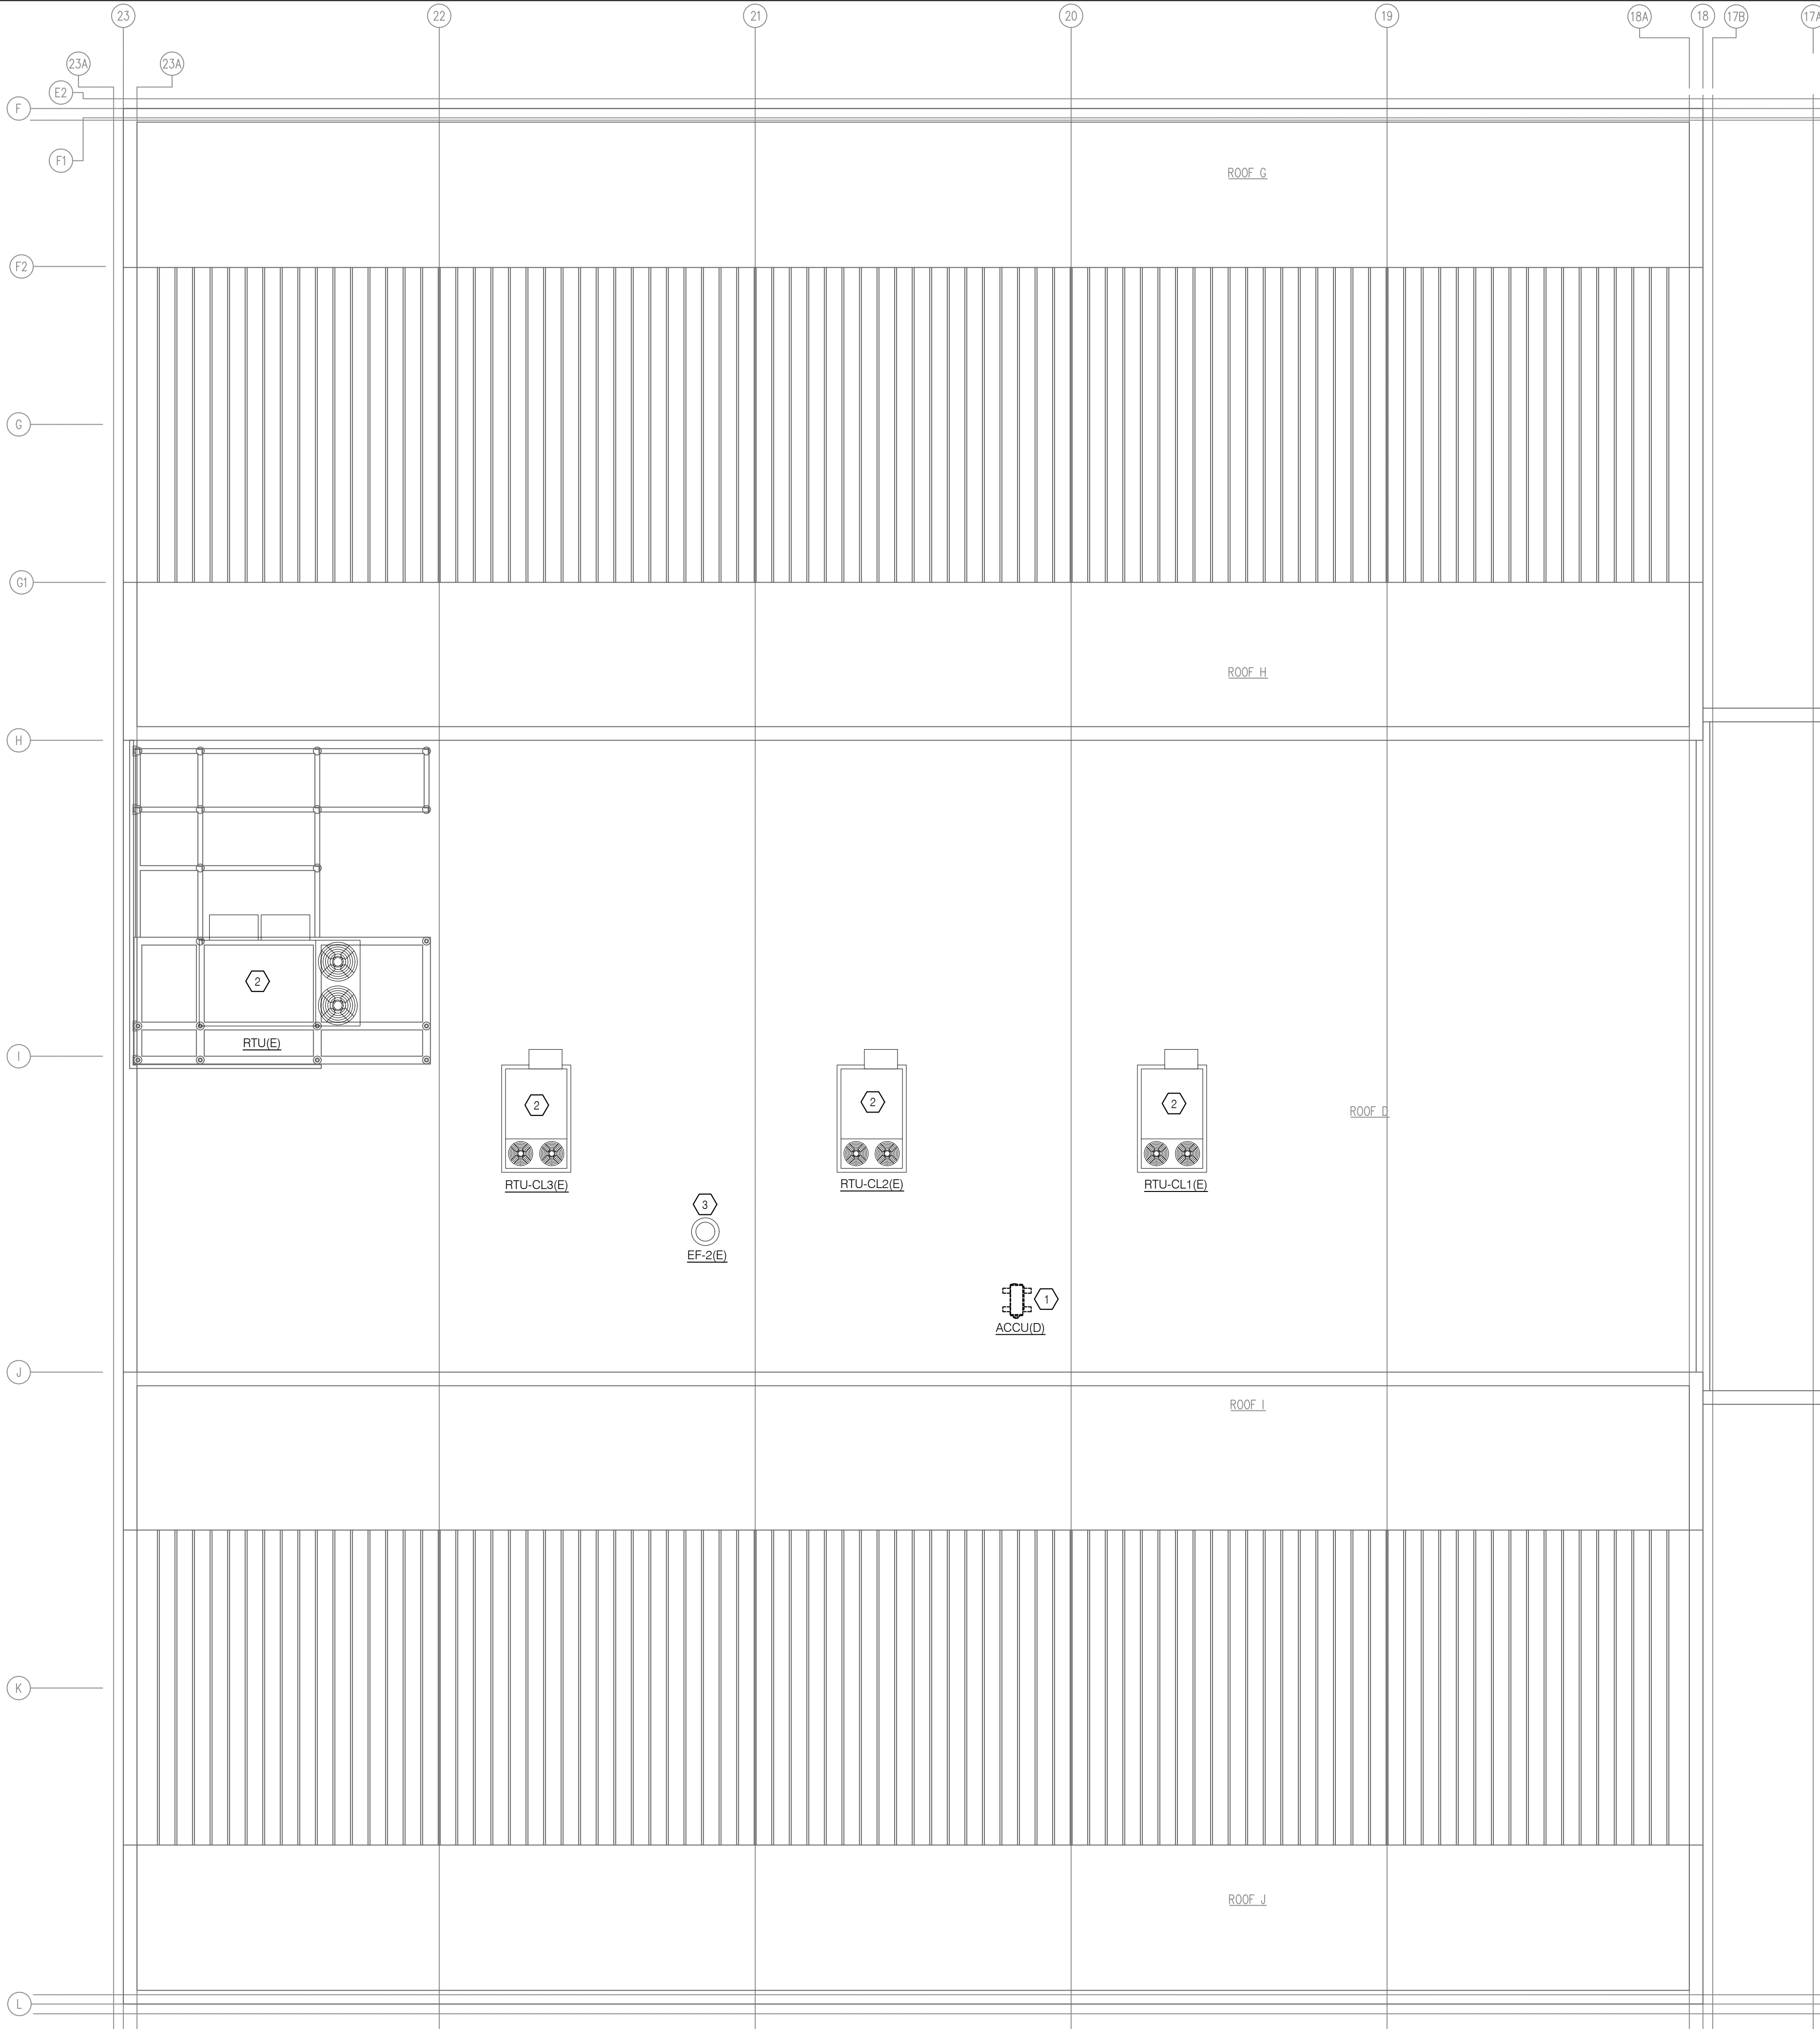 23
22
21
20
19
18A
18
17B
17A
23A
23A
E2
F
F1
ROOF G
F2
G
G1
ROOF H
H
2
RTU(E)
I
2
2
2
ROOF D
RTU-CL3(E)
RTU-CL2(E)
RTU-CL1(E)
3
EF-2(E)
1
ACCU(D)
J
ROOF I
K
ROOF J
L